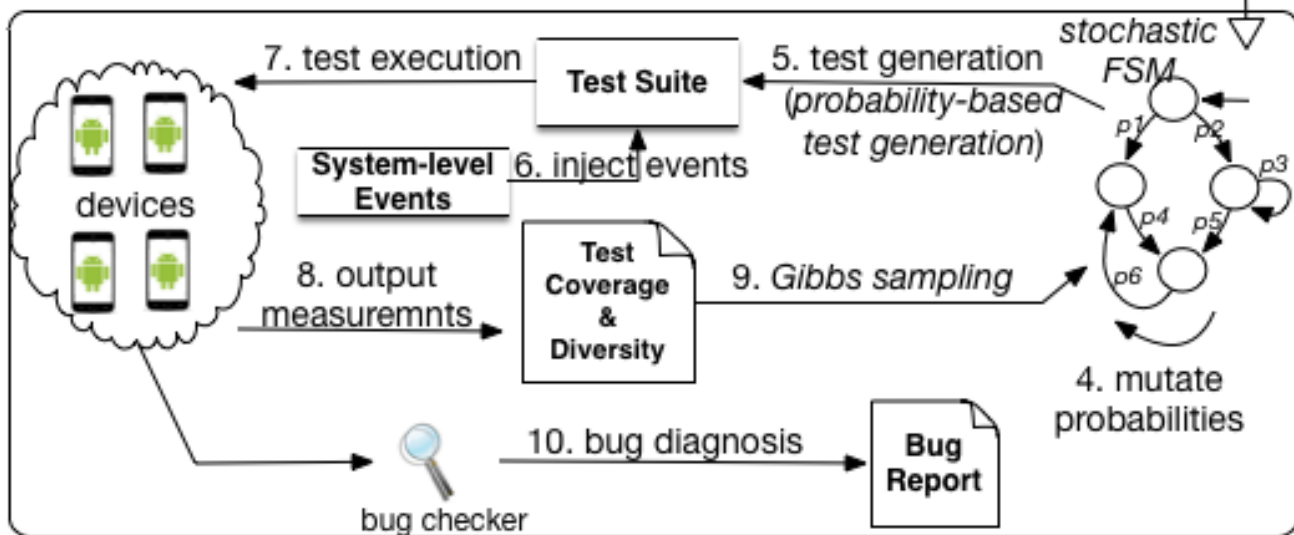 stochastic
FSM
7. test execution
Test Suite
5. test generation
(probability-based
test generation)
p1
p2
p3
p4
p5
p6
System-level
Events
6. inject events
devices
8. output
measuremnts
Test
Coverage
&
Diversity
9. Gibbs sampling
4. mutate
probabilities
10. bug diagnosis
Bug
Report
bug checker